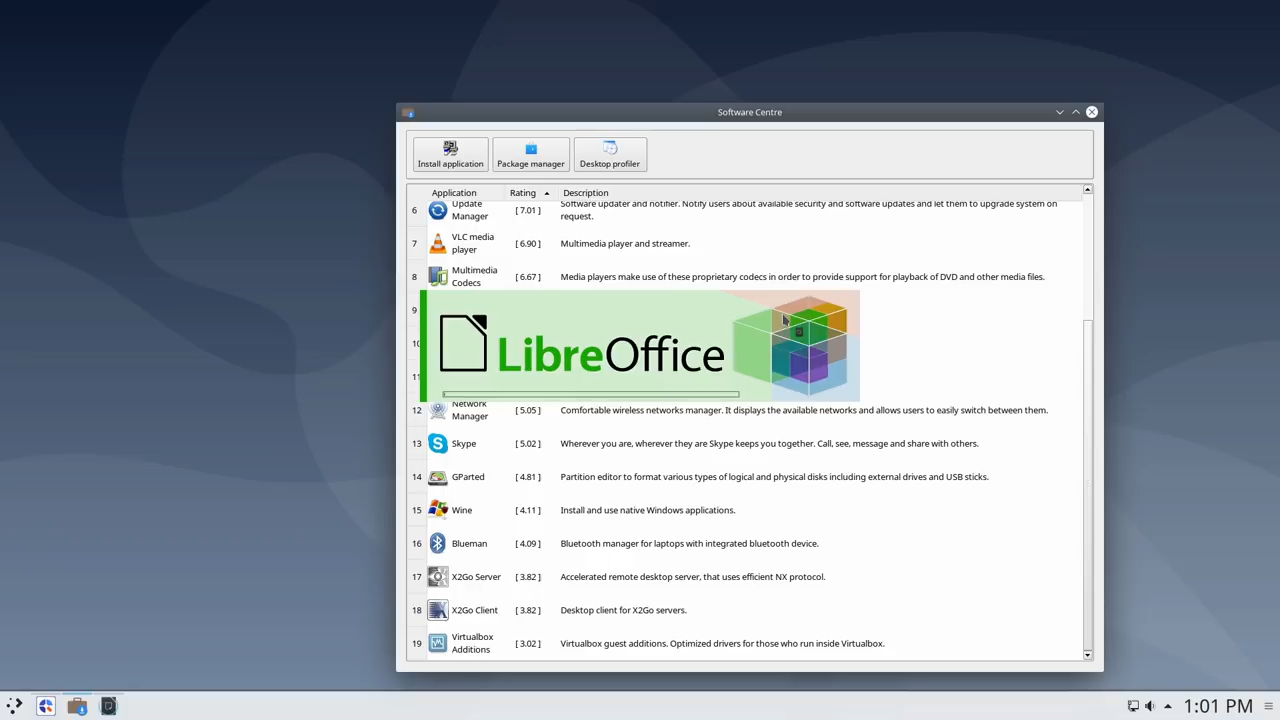 Software Centre
Install application Package manager Desktop profiler
Application Rating Description
6 Update Manager [ 7.01 ] Software updater and notifier. Notify users about available security and software updates and let them to upgrade system on
request.
7 VLC media player [ 6.90 ] Multimedia player and streamer.
8 Multimedia Codecs [ 6.67 ] Media players make use of these proprietary codecs in order to provide support for playback of DVD and other media files.
9
LibreOffice
12 Network Manager [ 5.05 ] Comfortable wireless networks manager. It displays the available networks and allows users to easily switch between them.
13 Skype [ 5.02 ] Wherever you are, wherever they are Skype keeps you together. Call, see, message and share with others.
14 GParted [ 4.81 ] Partition editor to format various types of logical and physical disks including external drives and USB sticks.
15 Wine [ 4.11 ] Install and use native Windows applications.
16 Blueman [ 4.09 ] Bluetooth manager for laptops with integrated bluetooth device.
17 X2Go Server [ 3.82 ] Accelerated remote desktop server, that uses efficient NX protocol.
18 X2Go Client [ 3.82 ] Desktop client for X2Go servers.
19 Virtualbox Additions [ 3.02 ] Virtualbox guest additions. Optimized drivers for those who run inside Virtualbox.
1:01 PM